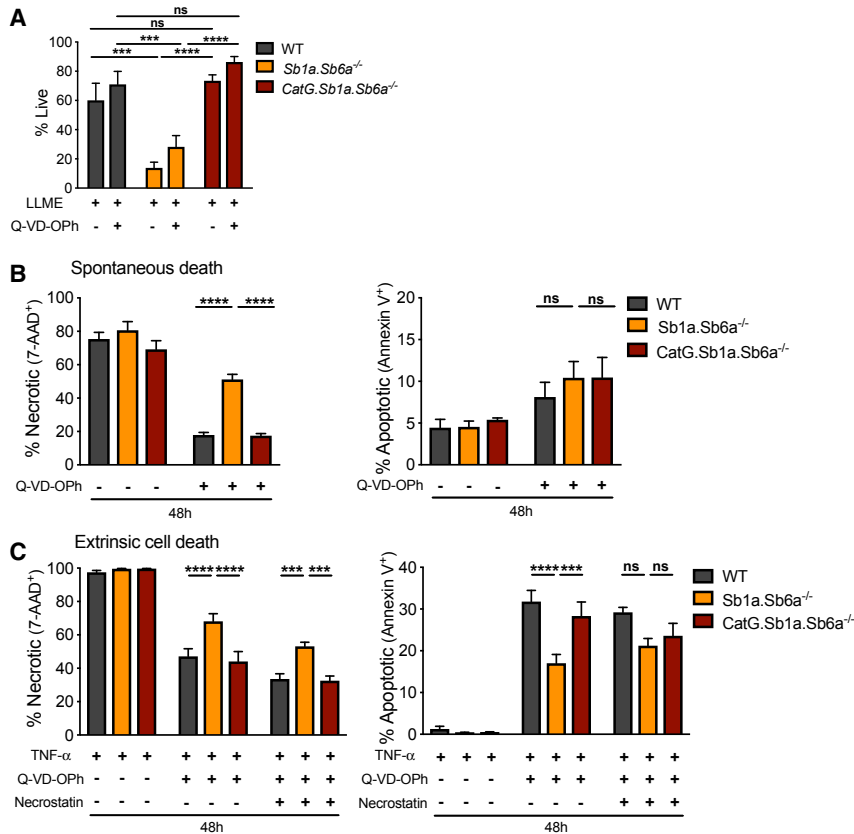 A
ns
ns
*** ****
*** ****
% Live
100
80
60
40
20
0
LLME + + + + + +
Q-VD-OPh - + - + - +
WT
Sb1a.Sb6a-/-
CatG.Sb1a.Sb6a-/-
B Spontaneous death
% Necrotic (7-AAD+)
100
80
60
40
20
0
**** ****
Q-VD-OPh - - - + + +
48h
% Apoptotic (Annexin V+)
20
15
10
5
0
ns ns
Q-VD-OPh - - - + + +
48h
WT
Sb1a.Sb6a-/-
CatG.Sb1a.Sb6a-/-
C Extrinsic cell death
% Necrotic (7-AAD+)
100
80
60
40
20
0
**** **** *** ***
TNF-α + + + + + + + + +
Q-VD-OPh - - - + + + + + +
Necrostatin - - - - - - + + +
48h
% Apoptotic (Annexin V+)
40
30
20
10
0
**** *** ns ns
TNF-α + + + + + + + + +
Q-VD-OPh - - - + + + + + +
Necrostatin - - - - - - + + +
48h
WT
Sb1a.Sb6a-/-
CatG.Sb1a.Sb6a-/-